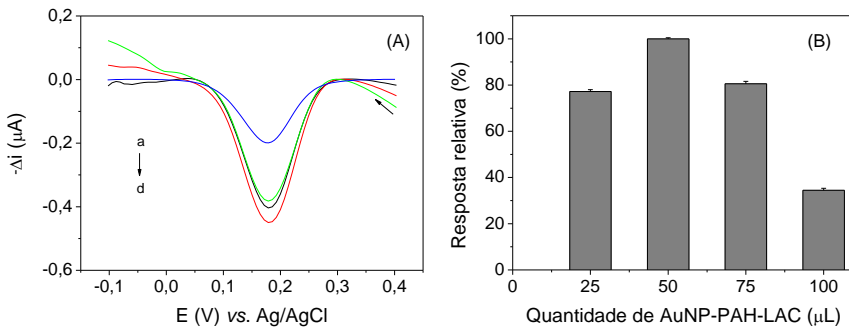 (A)
0,2
0,0
-0,2
-0,4
-0,6
-Δi (μA)
a
d
-0,1 0,0 0,1 0,2 0,3 0,4
E (V) vs. Ag/AgCl
(B)
100
80
60
40
20
0
Resposta relativa (%)
0 25 50 75 100
Quantidade de AuNP-PAH-LAC (μL)